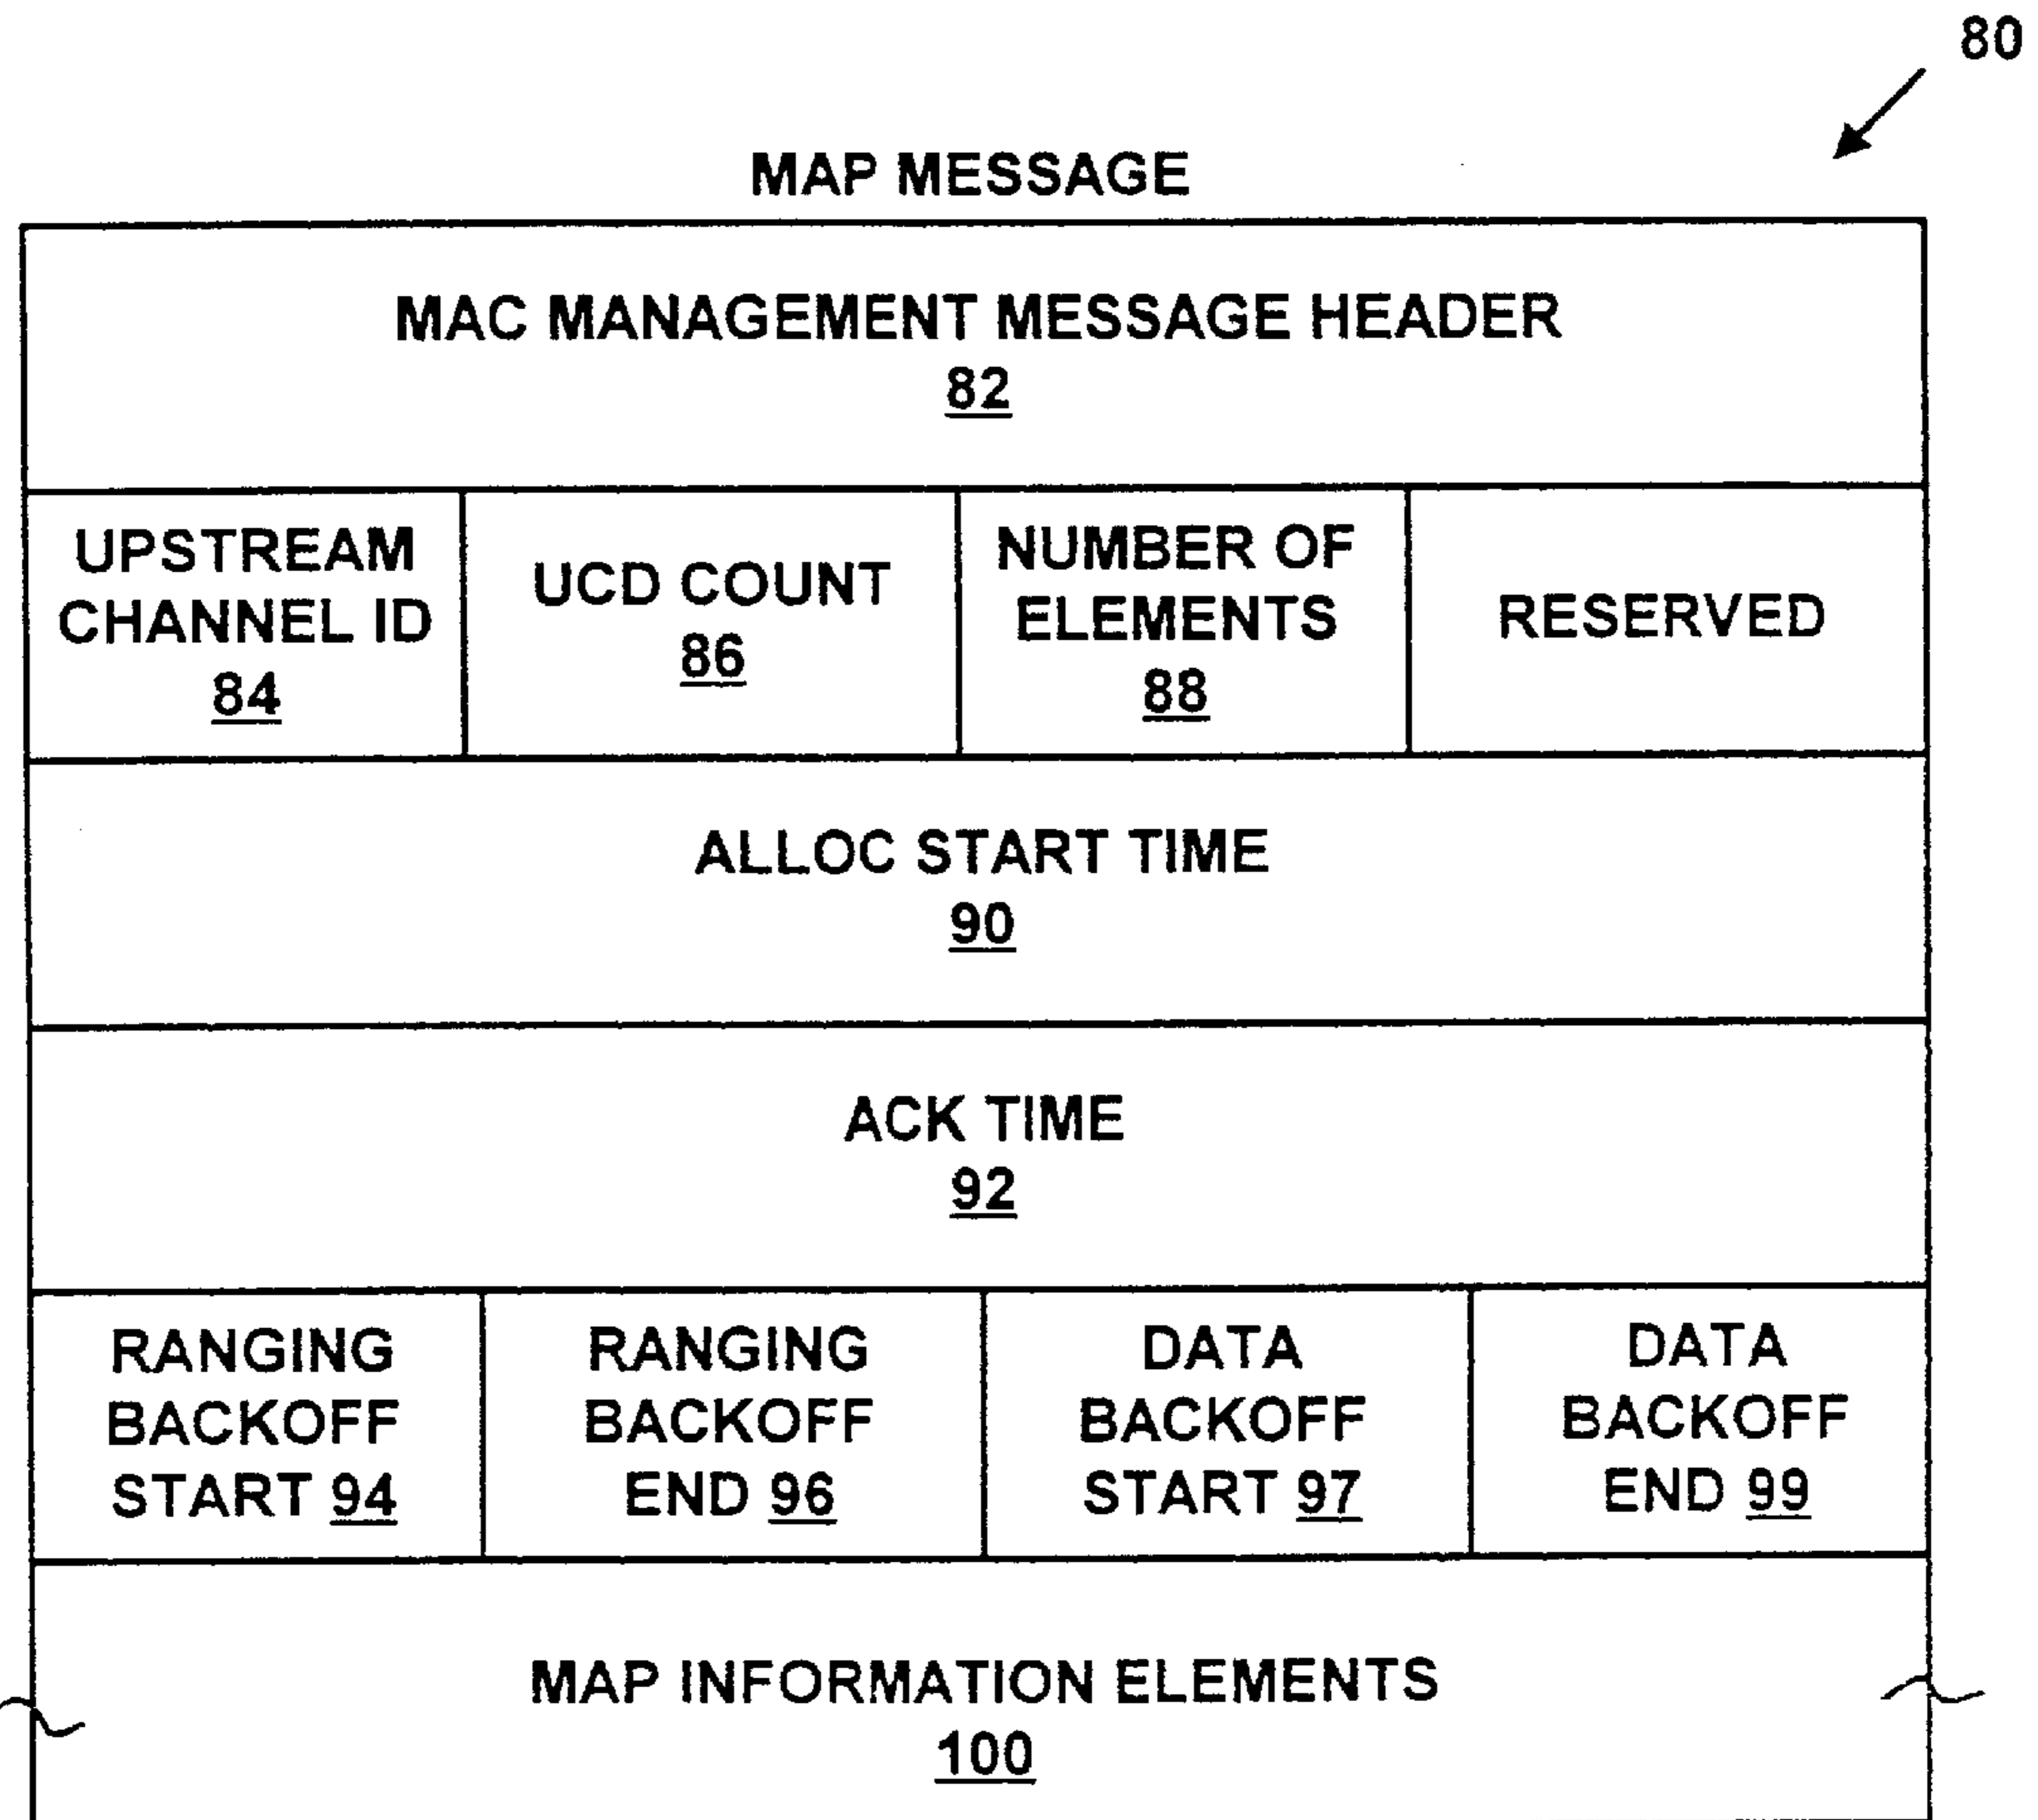 80
MAP MESSAGE
MAC MANAGEMENT MESSAGE HEADER
82
UPSTREAM
CHANNEL ID
84
UCD COUNT
86
NUMBER OF
ELEMENTS
88
RESERVED
ALLOC START TIME
90
ACK TIME
92
RANGING
BACKOFF
START 94
RANGING
BACKOFF
END 96
DATA
BACKOFF
START 97
DATA
BACKOFF
END 99
MAP INFORMATION ELEMENTS
100